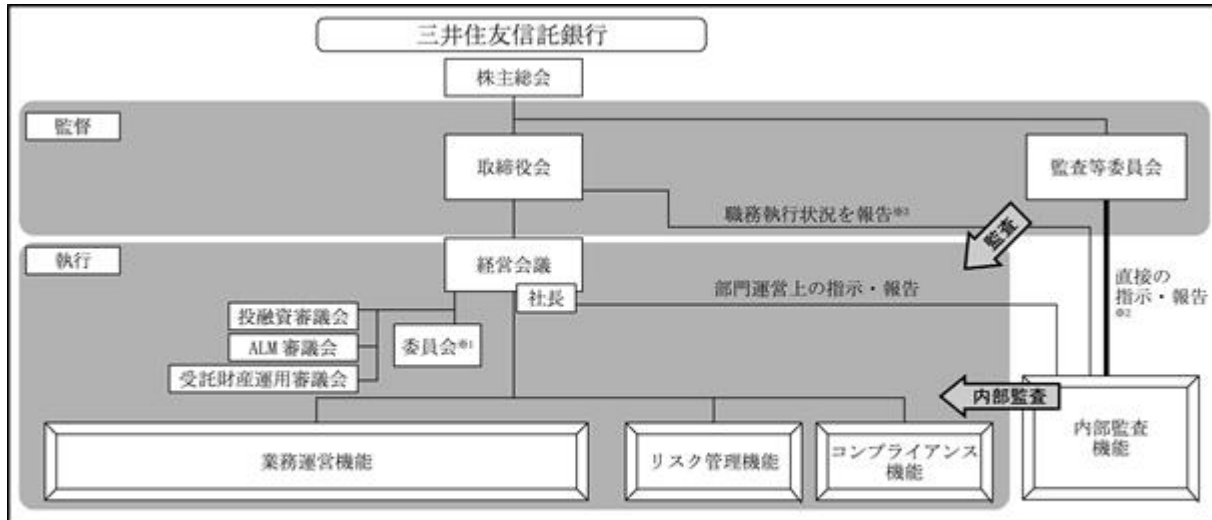 三井住友信託銀行
株主総会
監督
取締役会
監査等委員会
職務執行状況を報告※3
監査
執行
経営会議
社長
部門運営上の指示・報告
直接の
指示・報告
※2
投融資審議会
ALM 審議会
受託財産運用審議会
委員会※1
内部監査
業務運営機能
リスク管理機能
コンプライアンス
機能
内部監査
機能